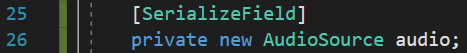 25 [SerializeField]
26 private new AudioSource audio;